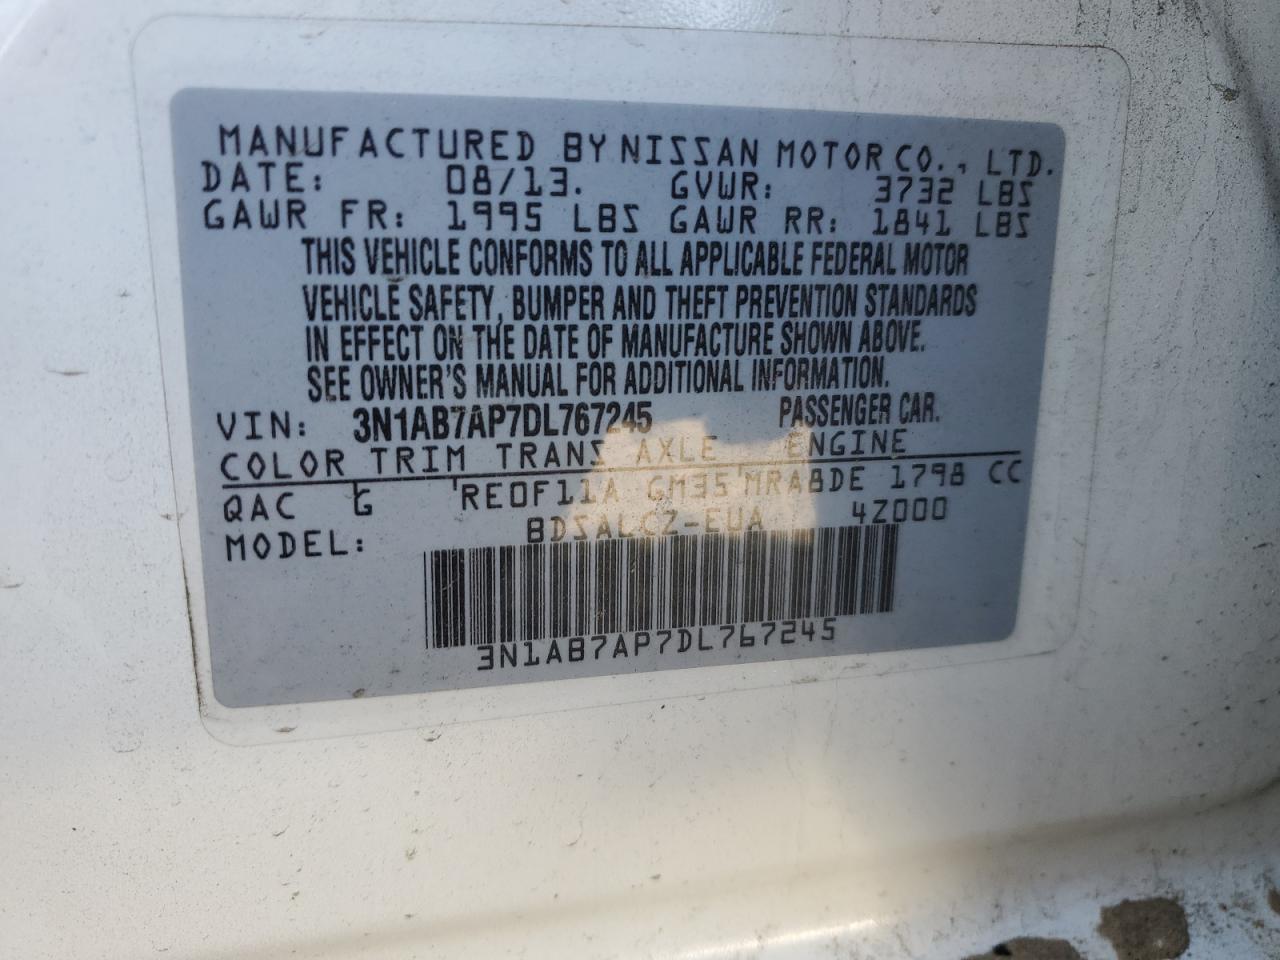 MANUFACTURED BY NISSAN MOTOR CO., LTD.
DATE: 08/13. GVWR: 3732 LBS
GAWR FR: 1995 LBS GAWR RR: 1841 LBS
THIS VEHICLE CONFORMS TO ALL APPLICABLE FEDERAL MOTOR
VEHICLE SAFETY, BUMPER AND THEFT PREVENTION STANDARDS
IN EFFECT ON THE DATE OF MANUFACTURE SHOWN ABOVE.
SEE OWNER'S MANUAL FOR ADDITIONAL INFORMATION.
VIN: 3N1AB7AP7DL767245 PASSENGER CAR.
COLOR TRIM TRANS AXLE ENGINE
QAC G RE0F11A GM35 MRA8DE 1798 CC
MODEL: BDSALCZ-EUA 4Z000
3N1AB7AP7DL767245